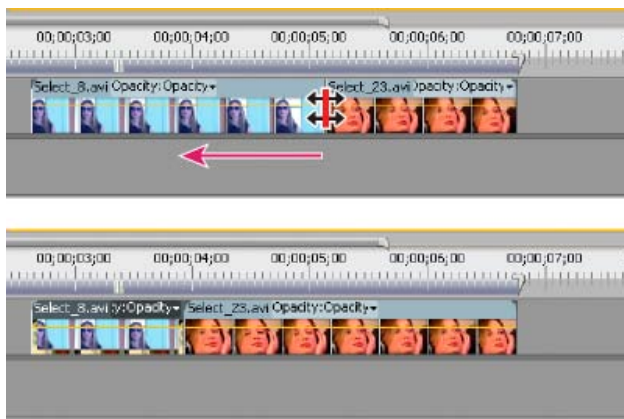 00;00;03;00 00;00;04;00 00;00;05;00 00;00;06;00 00;00;07;00
Select_8.avi Opacity:Opacity Select_23.avi Opacity:Opacity
00;00;03;00 00;00;04;00 00;00;05;00 00;00;06;00 00;00;07;00
Select_8.avi y:Opacity Select_23.avi Opacity:Opacity